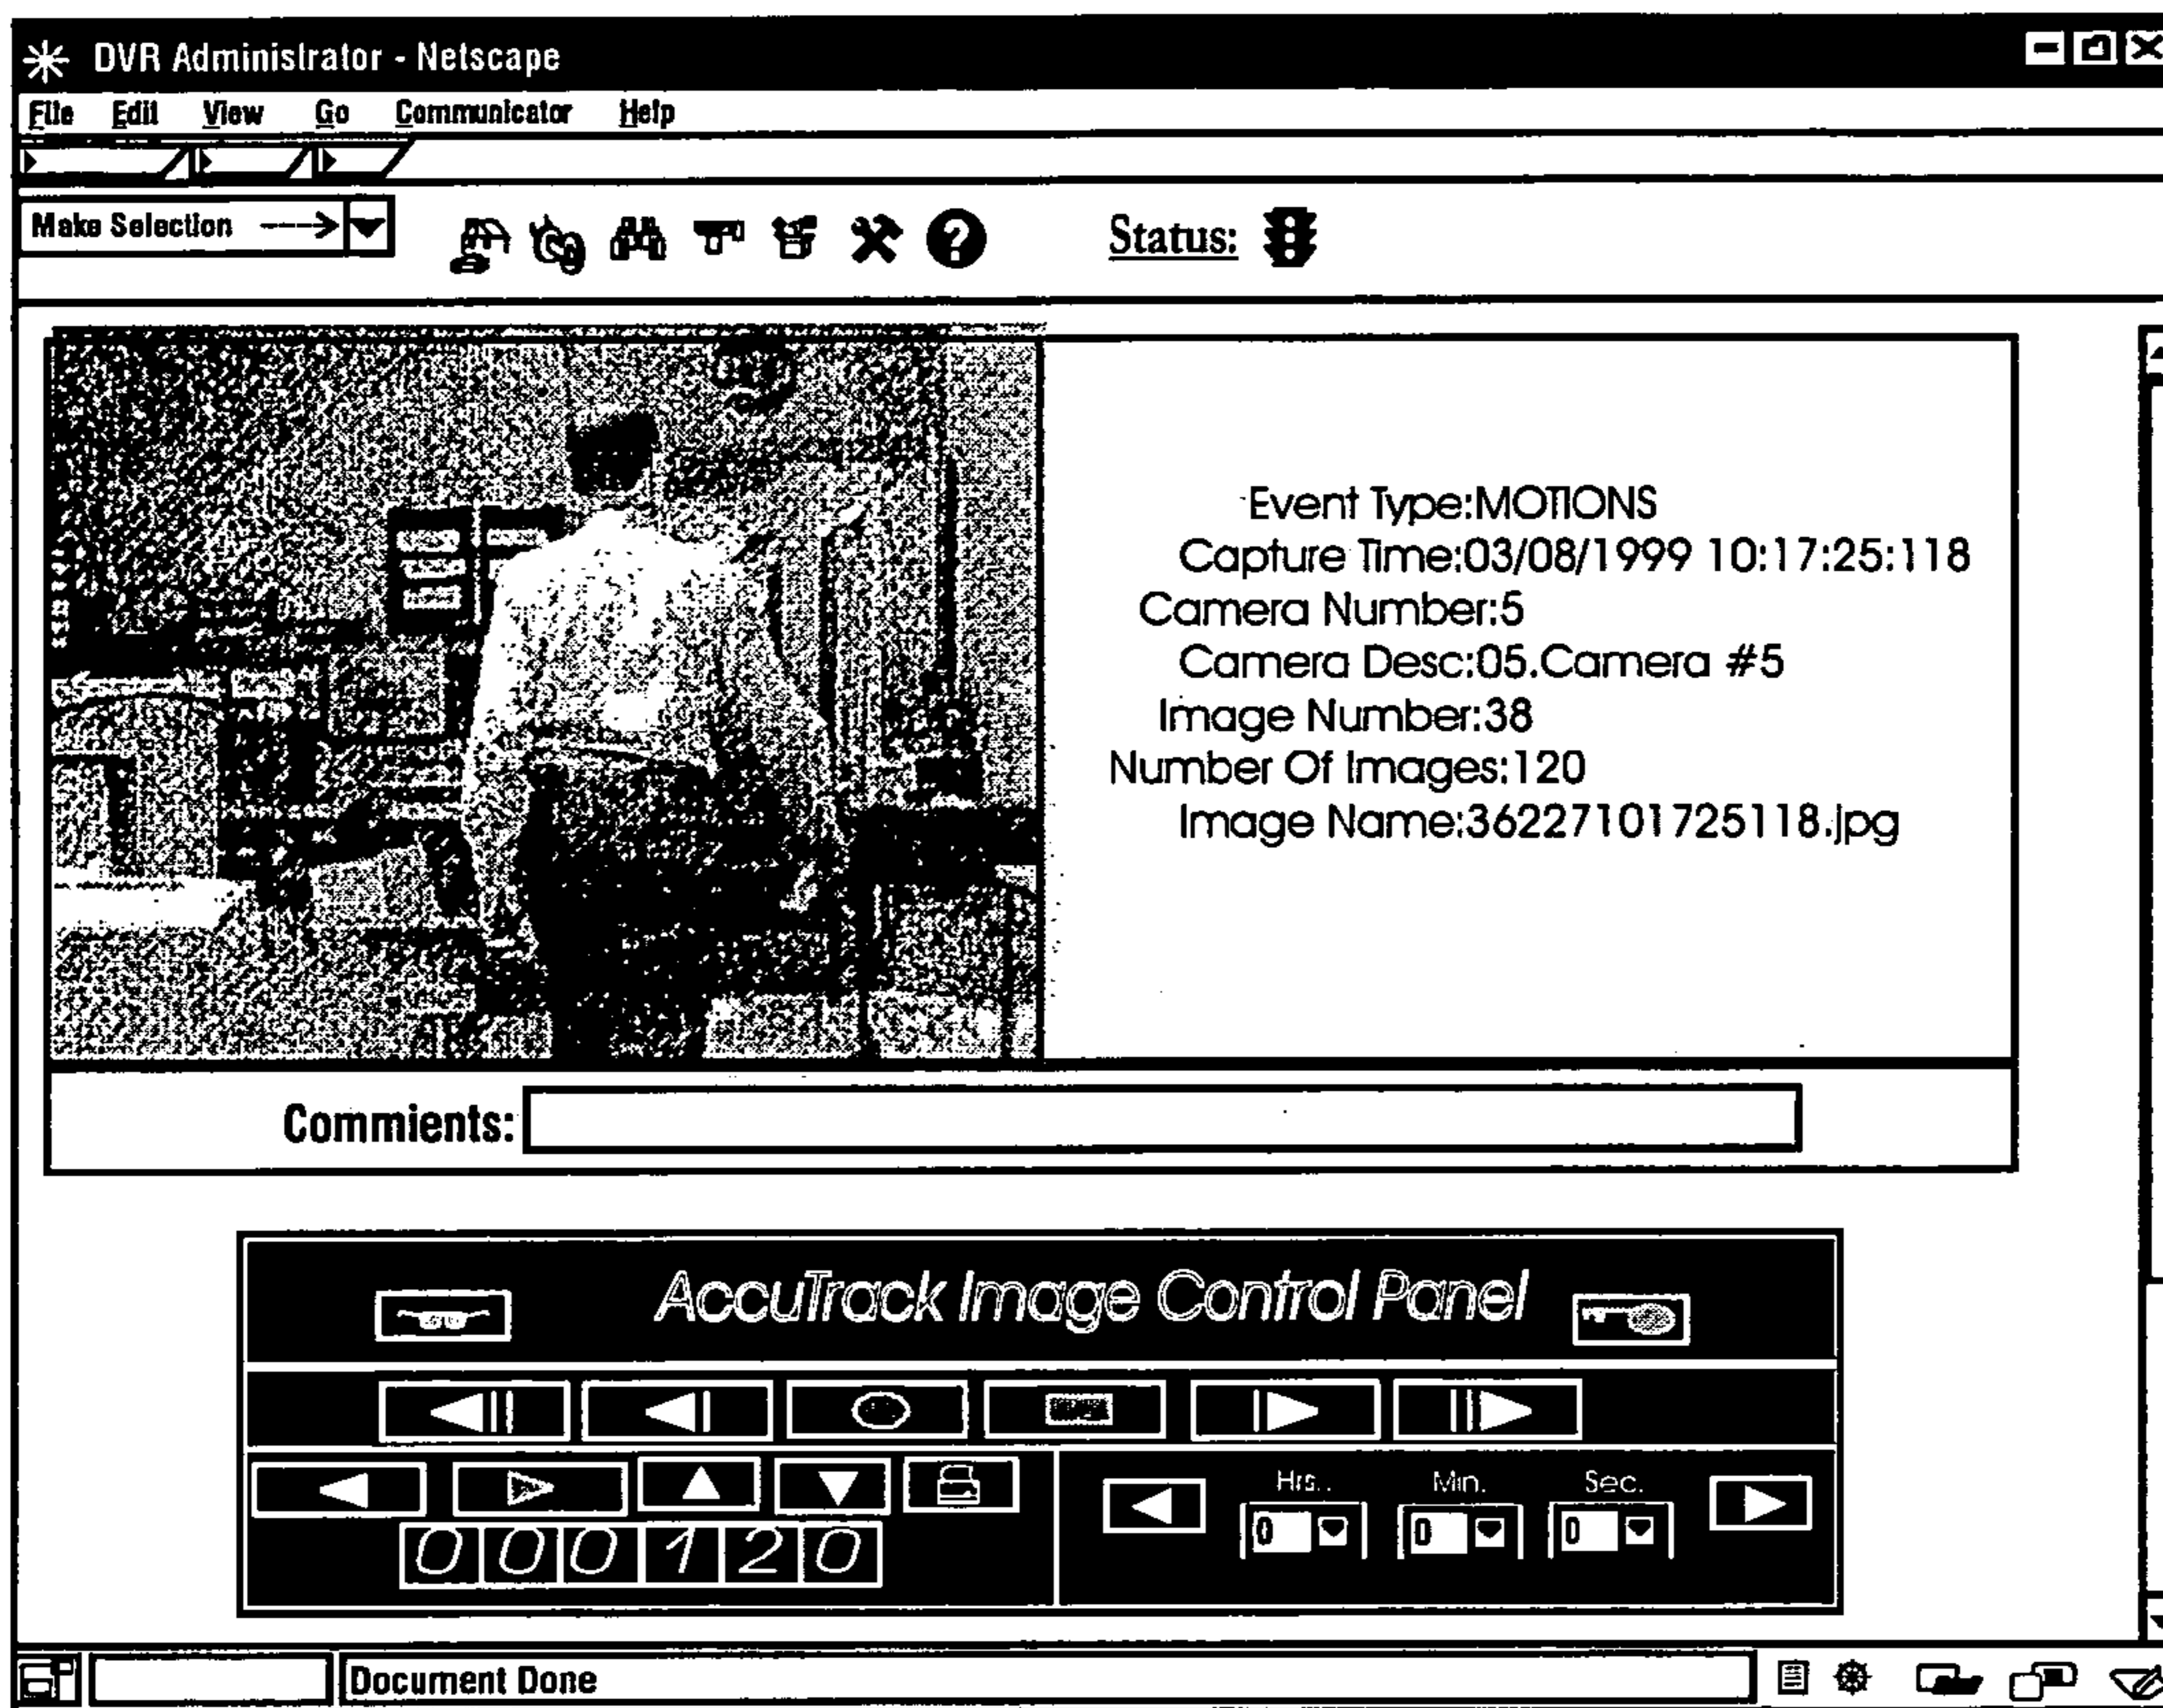 DVR Administrator - Netscape
File Edit View Go Communicator Help
Make Selection --->
Status:
Event Type:MOTIONS
Capture Time:03/08/1999 10:17:25:118
Camera Number:5
Camera Desc:05.Camera #5
Image Number:38
Number Of Images:120
Image Name:36227101725118.jpg
Commients:
AccuTrack Image Control Panel
Hrs.. Min. Sec.
0 0 0
000120
Document Done